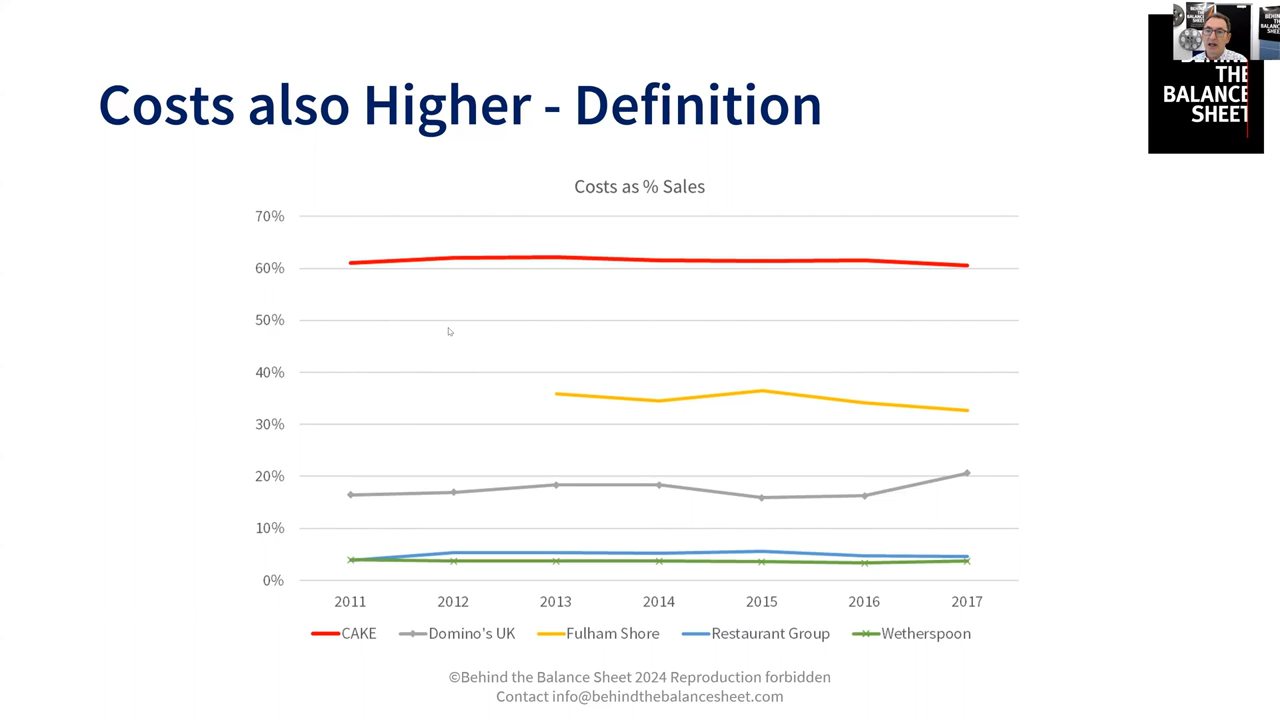 Costs also Higher - Definition
BEHIND
THE
BALANCE
SHEET
Costs as % Sales
70%
60%
50%
40%
30%
20%
10%
0%
2011 2012 2013 2014 2015 2016 2017
CAKE Domino's UK Fulham Shore Restaurant Group Wetherspoon
©Behind the Balance Sheet 2024 Reproduction forbidden
Contact info@behindthebalancesheet.com